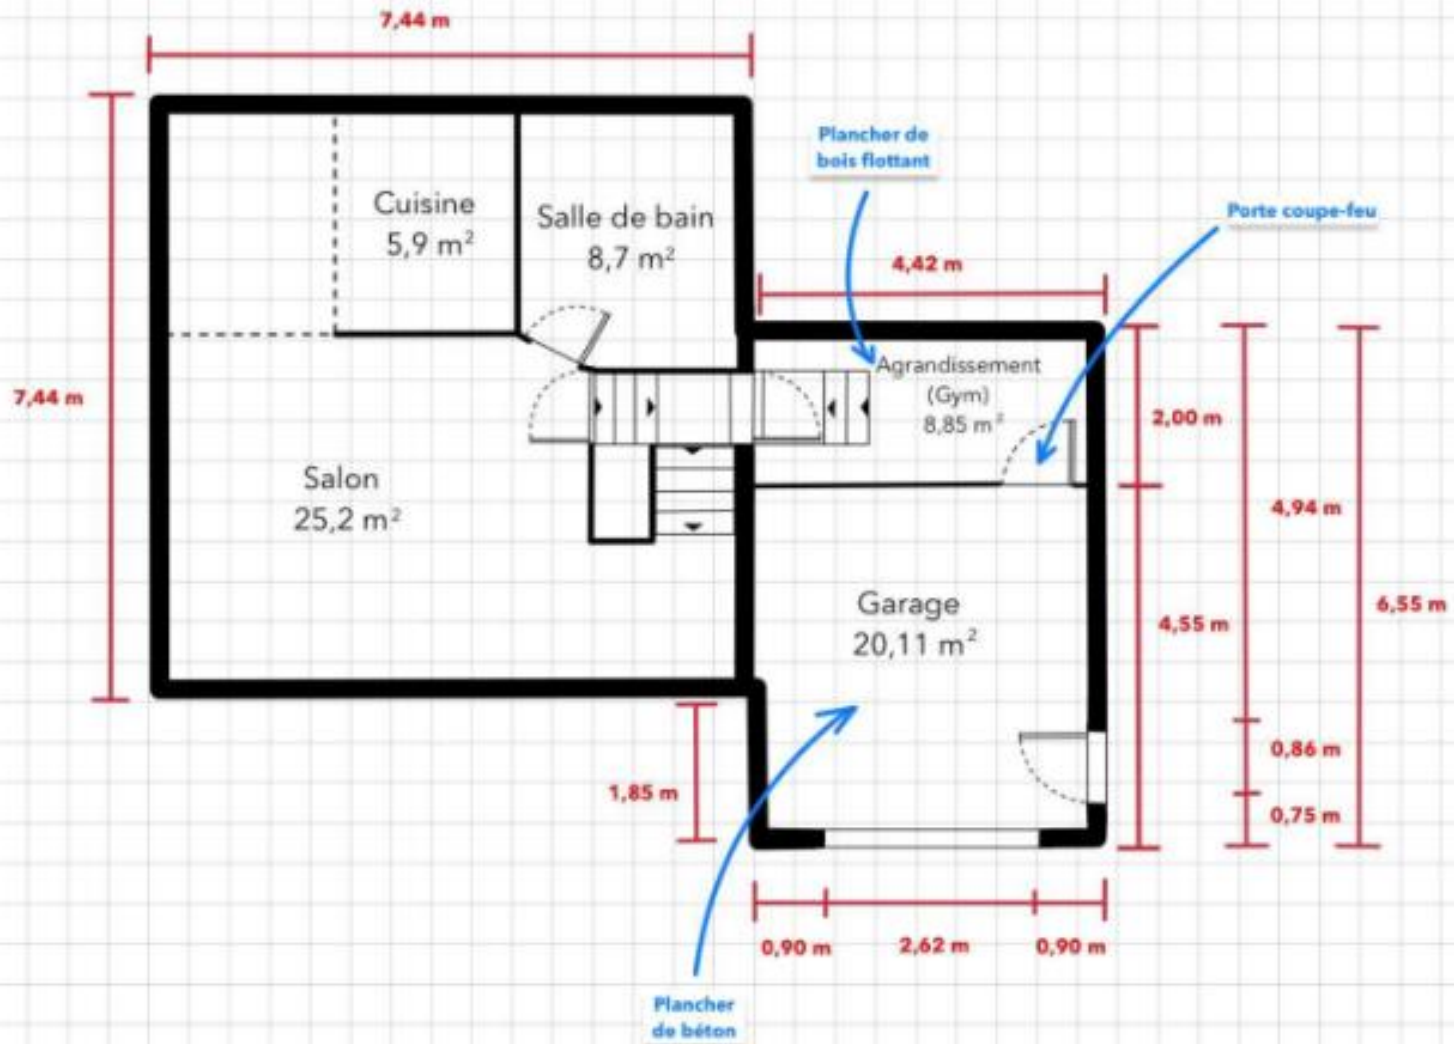 7,44 m
Plancher de
bois flottant
Porte coupe-feu
Cuisine
5,9 m²
Salle de bain
8,7 m²
4,42 m
Agrandissement
(Gym)
8,85 m²
7,44 m
2,00 m
Salon
25,2 m²
4,94 m
Garage
20,11 m²
4,55 m
6,55 m
0,86 m
1,85 m
0,75 m
0,90 m
2,62 m
0,90 m
Plancher
de béton